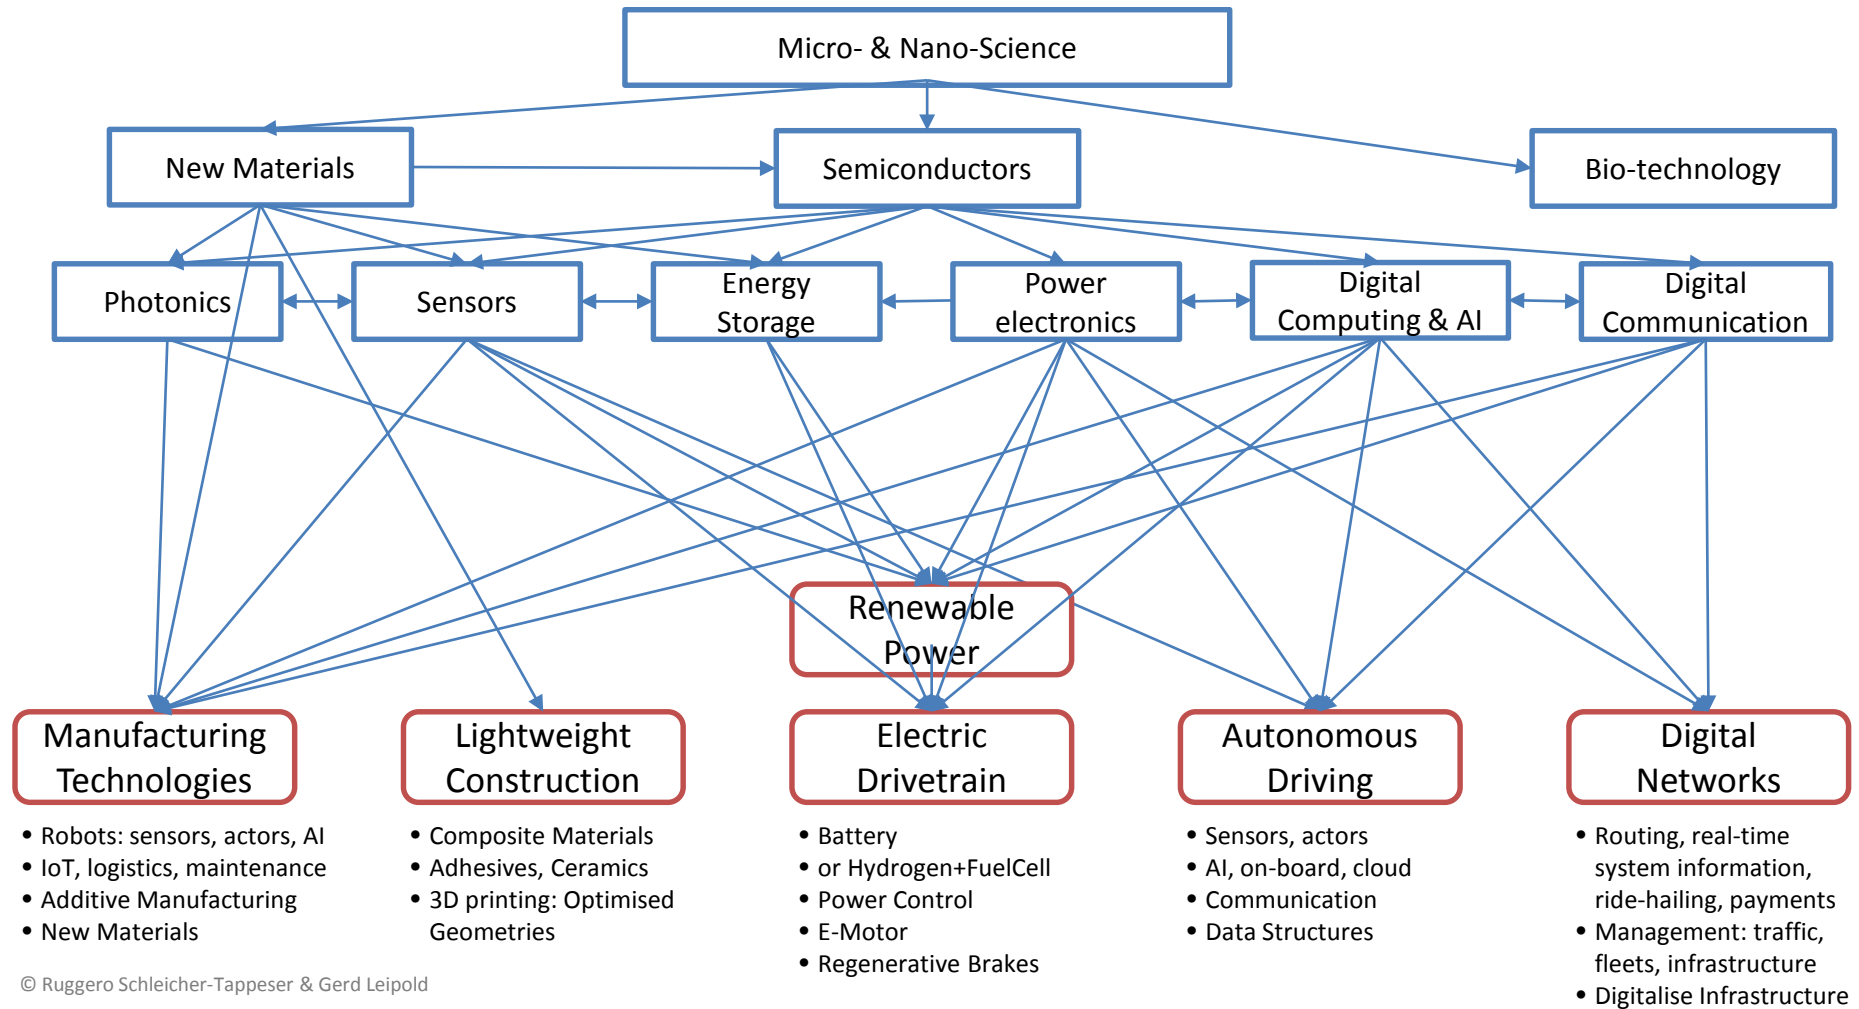 Micro- & Nano-Science
New Materials
Semiconductors
Bio-technology
Photonics
Sensors
Energy
Storage
Power
electronics
Digital
Computing & AI
Digital
Communication
Renewable
Power
Manufacturing
Technologies
Lightweight
Construction
Electric
Drivetrain
Autonomous
Driving
Digital
Networks
• Robots: sensors, actors, AI
• IoT, logistics, maintenance
• Additive Manufacturing
• New Materials
• Composite Materials
• Adhesives, Ceramics
• 3D printing: Optimised
Geometries
• Battery
• or Hydrogen+FuelCell
• Power Control
• E-Motor
• Regenerative Brakes
• Sensors, actors
• AI, on-board, cloud
• Communication
• Data Structures
• Routing, real-time
system information,
ride-hailing, payments
• Management: traffic,
fleets, infrastructure
• Digitalise Infrastructure
© Ruggero Schleicher-Tappeser & Gerd Leipold